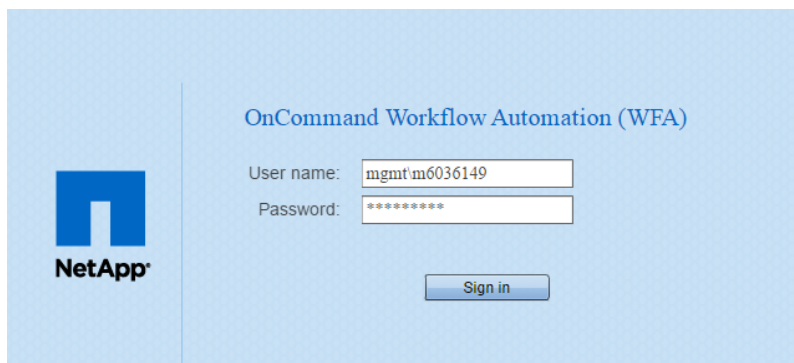 OnCommand Workflow Automation (WFA)
User name: mgmt\m6036149
Password: *********
NetApp®
Sign in